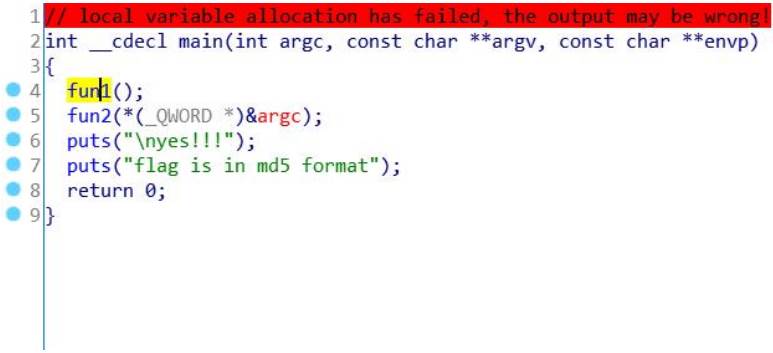 1 // local variable allocation has failed, the output may be wrong!
2 int __cdecl main(int argc, const char **argv, const char **envp)
3 {
4 fun1();
5 fun2(*(_QWORD *)&argc);
6 puts("\nyes!!!");
7 puts("flag is in md5 format");
8 return 0;
9 }